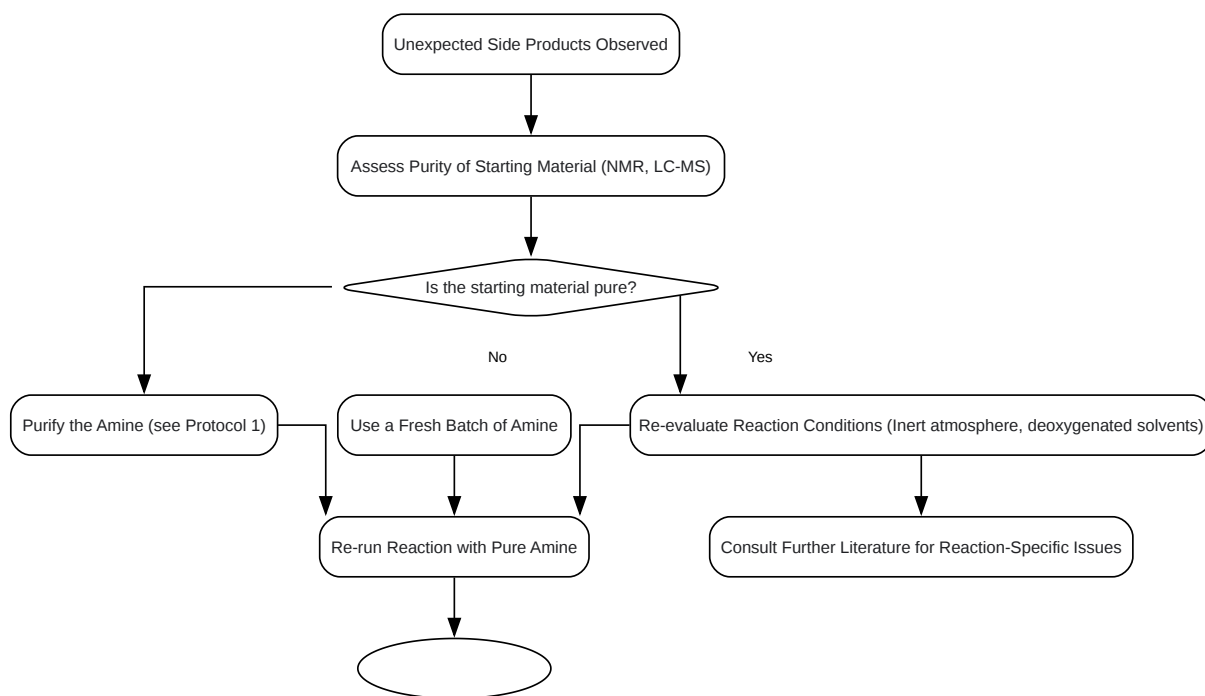 Unexpected Side Products Observed
Assess Purity of Starting Material (NMR, LC-MS)
Is the starting material pure?
No
Yes
Purify the Amine (see Protocol 1)
Use a Fresh Batch of Amine
Re-evaluate Reaction Conditions (Inert atmosphere, deoxygenated solvents)
Re-run Reaction with Pure Amine
Consult Further Literature for Reaction-Specific Issues